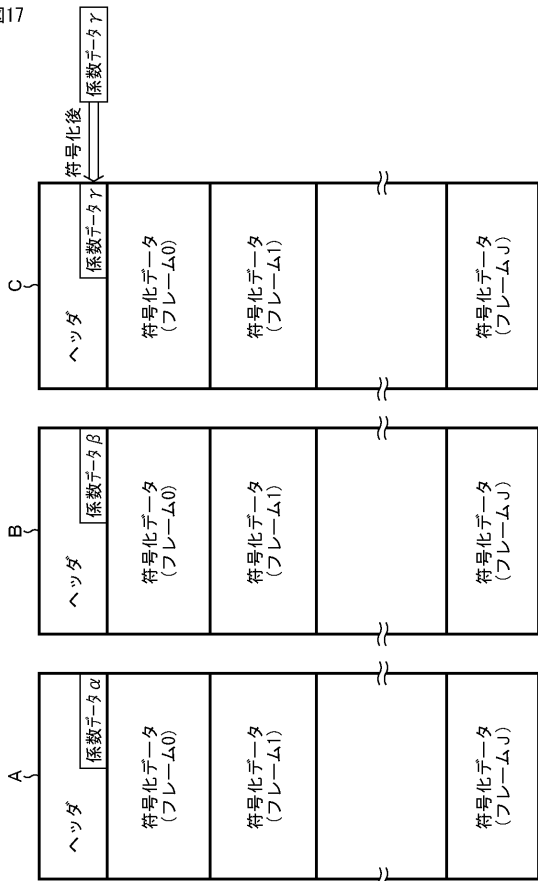 図17
A
ヘッダ
係数データα
符号化データ
(フレーム0)
符号化データ
(フレーム1)
符号化データ
(フレームJ)
B
ヘッダ
係数データβ
符号化データ
(フレーム0)
符号化データ
(フレーム1)
符号化データ
(フレームJ)
C
ヘッダ
係数データγ
符号化後
係数データγ
符号化データ
(フレーム0)
符号化データ
(フレーム1)
符号化データ
(フレームJ)